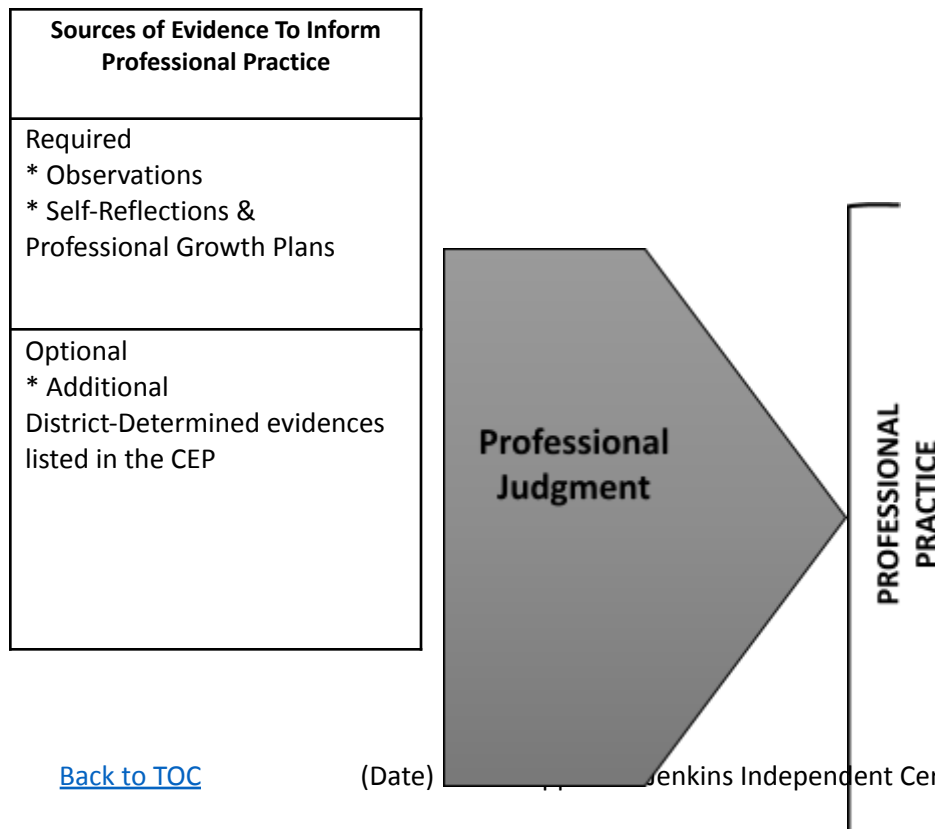 Sources of Evidence To Inform
Professional Practice
Required
* Observations
* Self-Reflections &
Professional Growth Plans
Optional
* Additional
District-Determined evidences
listed in the CEP
Professional
Judgment
PROFESSIONAL
PRACTICE
Back to TOC (Date) Jenkins Independent